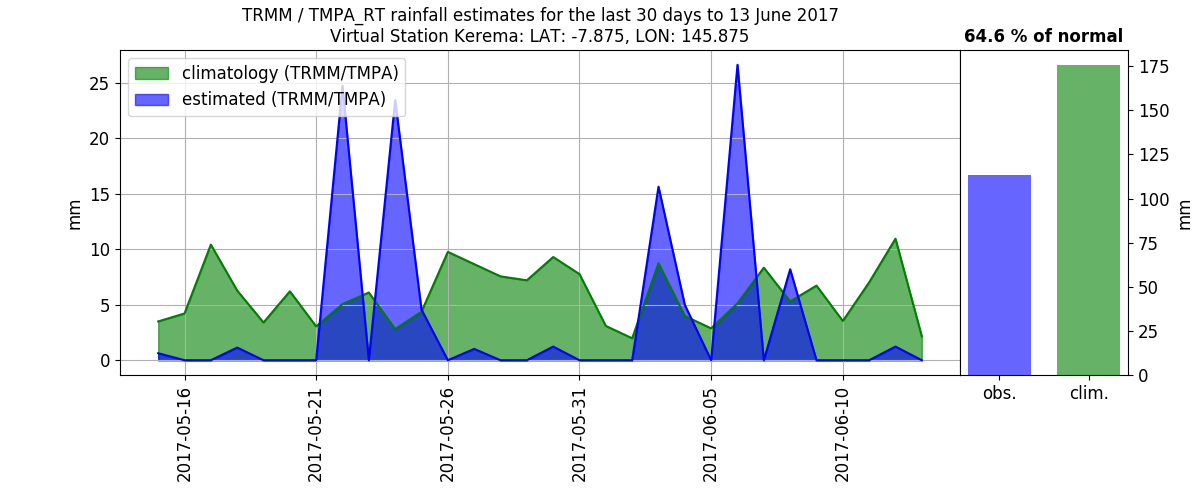 TRMM / TMPA_RT rainfall estimates for the last 30 days to 13 June 2017
Virtual Station Kerema: LAT: -7.875, LON: 145.875
64.6 % of normal
climatology (TRMM/TMPA)
estimated (TRMM/TMPA)
25
20
15
10
5
0
mm
175
150
125
100
75
50
25
0
mm
obs.
clim.
2017-05-16
2017-05-21
2017-05-26
2017-05-31
2017-06-05
2017-06-10